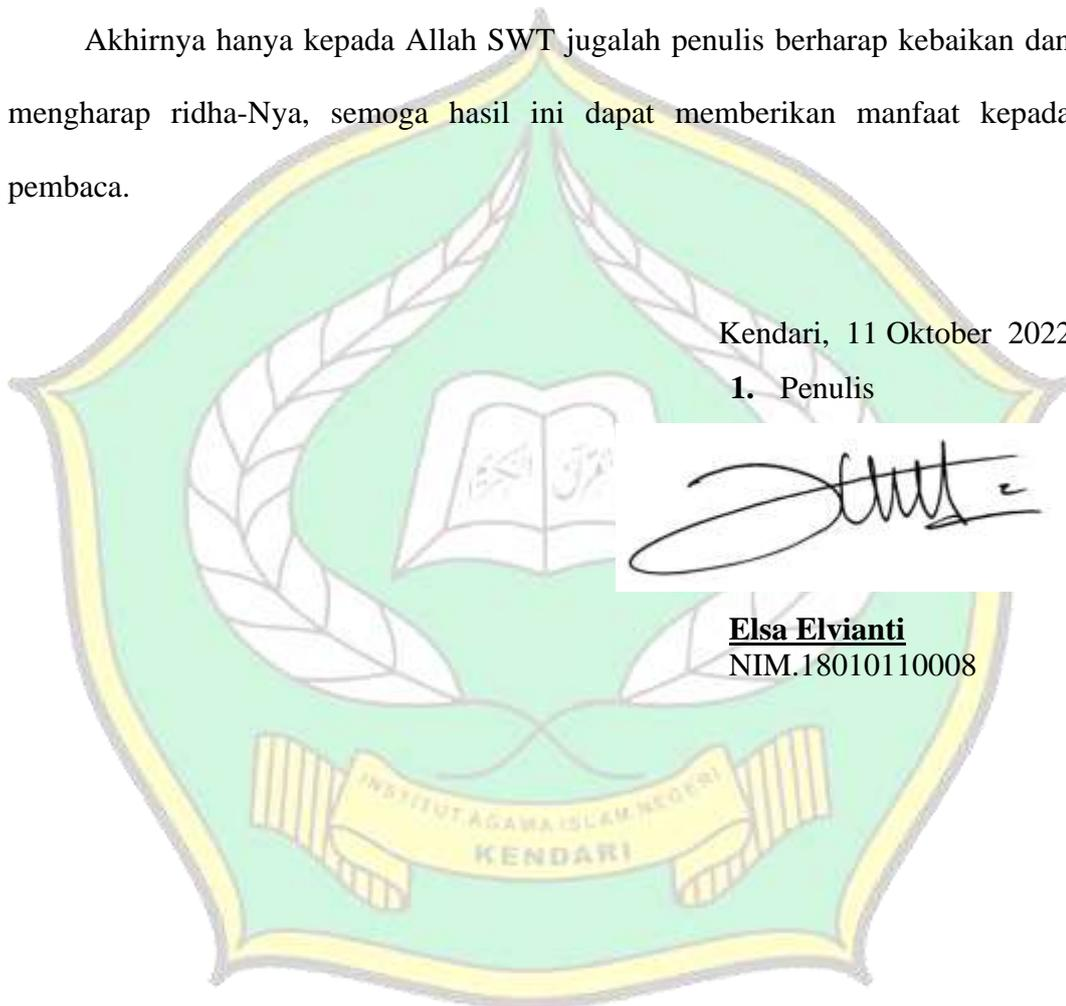 Akhirnya hanya kepada Allah SWT jugalah penulis berharap kebaikan dan
mengharap ridha-Nya, semoga hasil ini dapat memberikan manfaat kepada
pembaca.
Kendari, 11 Oktober 2022
1. Penulis
Elsa Elvianti
NIM.18010110008
INSTITUT AGAMA ISLAM NEGERI
KENDARI